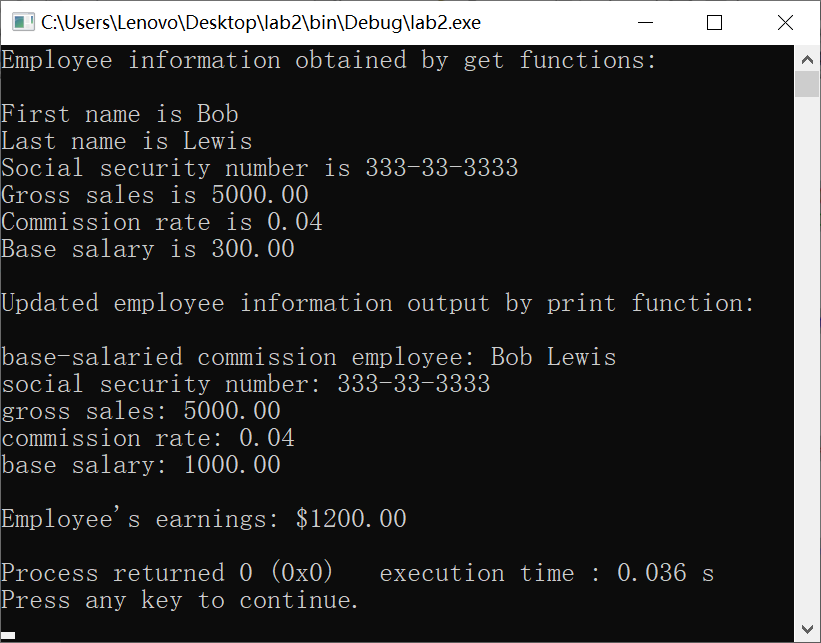 C:\Users\Lenovo\Desktop\lab2\bin\Debug\lab2.exe
Employee information obtained by get functions:
First name is Bob
Last name is Lewis
Social security number is 333-33-3333
Gross sales is 5000.00
Commission rate is 0.04
Base salary is 300.00
Updated employee information output by print function:
base-salaried commission employee: Bob Lewis
social security number: 333-33-3333
gross sales: 5000.00
commission rate: 0.04
base salary: 1000.00
Employee's earnings: $1200.00
Process returned 0 (0x0)   execution time : 0.036 s
Press any key to continue.